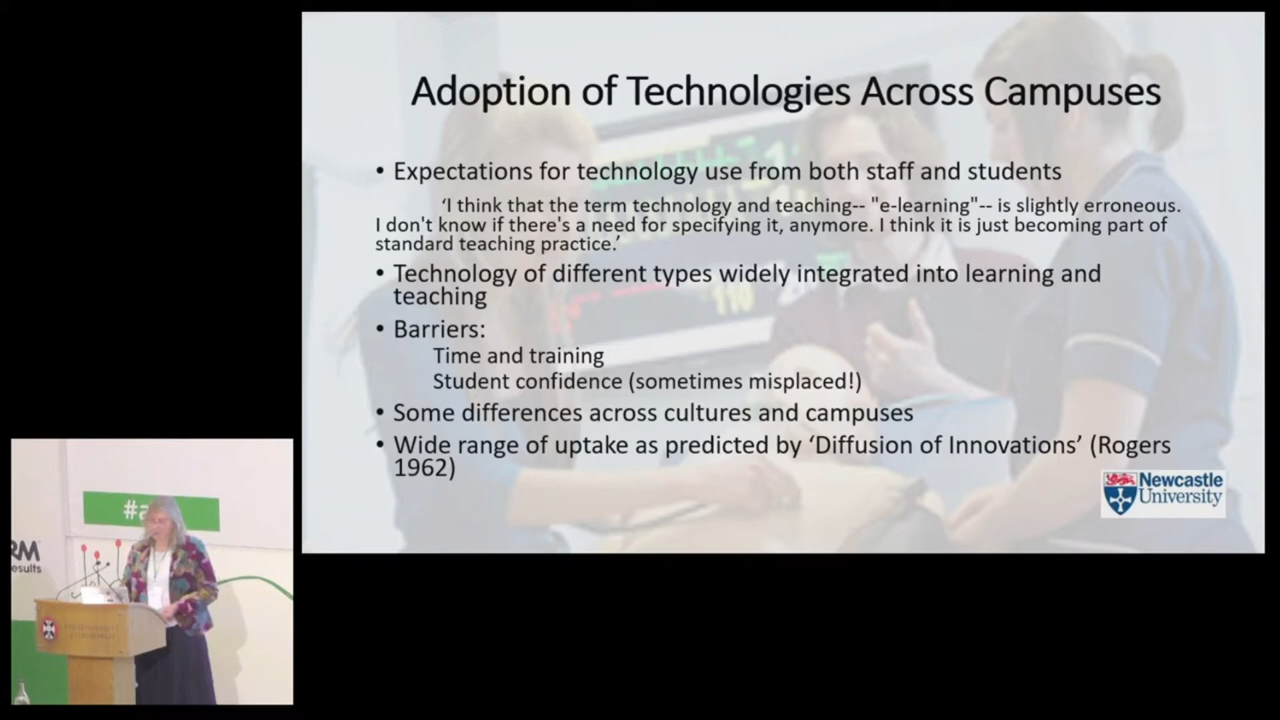 Adoption of Technologies Across Campuses
• Expectations for technology use from both staff and students
‘I think that the term technology and teaching-- "e-learning"-- is slightly erroneous.
I don't know if there's a need for specifying it, anymore. I think it is just becoming part of
standard teaching practice.’
• Technology of different types widely integrated into learning and
teaching
• Barriers:
Time and training
Student confidence (sometimes misplaced!)
• Some differences across cultures and campuses
• Wide range of uptake as predicted by ‘Diffusion of Innovations’ (Rogers
1962)
Newcastle
University
#a
RM
esults